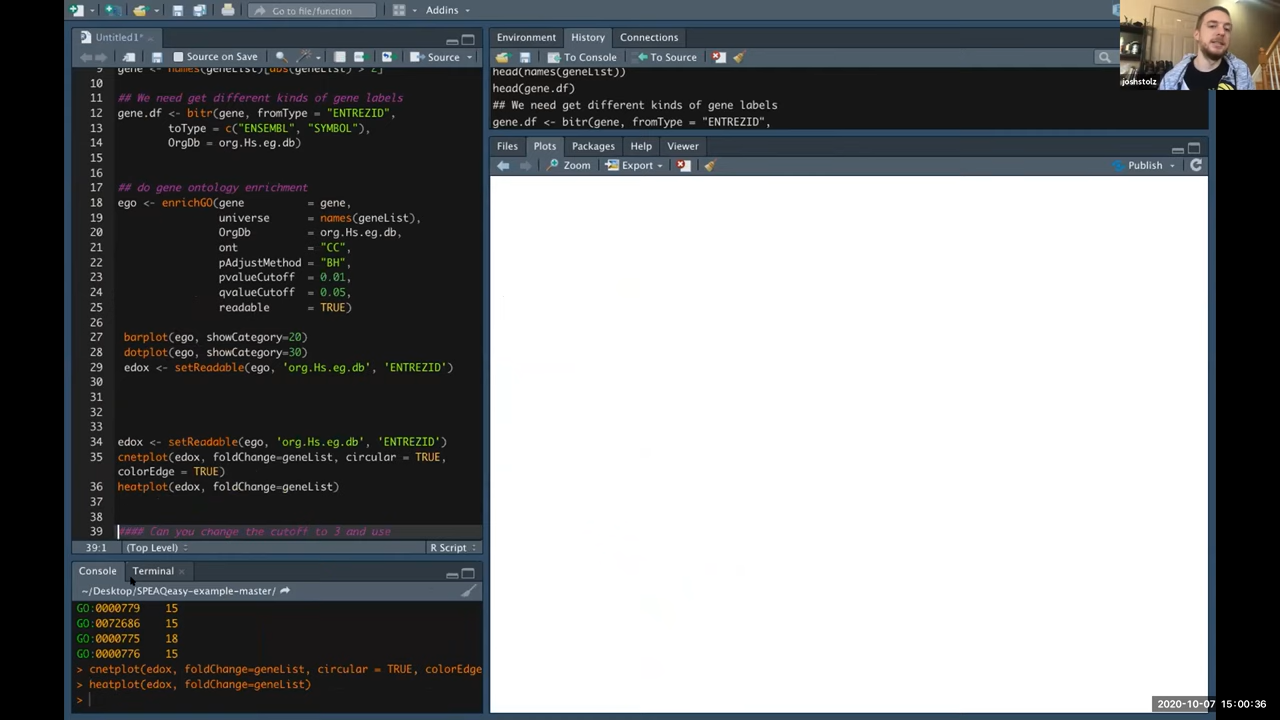 Go to file/function
Addins
Untitled1*
Source on Save
Source
9 gene <- names(geneList)[abs(geneList) > 2]
10
11 ## We need get different kinds of gene labels
12 gene.df <- bitr(gene, fromType = "ENTREZID",
13 toType = c("ENSEMBL", "SYMBOL"),
14 OrgDb = org.Hs.eg.db)
15
16
17 ## do gene ontology enrichment
18 ego <- enrichGO(gene = gene,
19 universe = names(geneList),
20 OrgDb = org.Hs.eg.db,
21 ont = "CC",
22 pAdjustMethod = "BH",
23 pvalueCutoff = 0.01,
24 qvalueCutoff = 0.05,
25 readable = TRUE)
26
27 barplot(ego, showCategory=20)
28 dotplot(ego, showCategory=30)
29 edox <- setReadable(ego, 'org.Hs.eg.db', 'ENTREZID')
30
31
32
33
34 edox <- setReadable(ego, 'org.Hs.eg.db', 'ENTREZID')
35 cnetplot(edox, foldChange=geneList, circular = TRUE,
colorEdge = TRUE)
36 heatplot(edox, foldChange=geneList)
37
38
39 #### Can you change the cutoff to 3 and use
39:1 (Top Level) R Script
Console Terminal
~/Desktop/SPEAQeasy-example-master/
GO:0000779 15
GO:0072686 15
GO:0000775 18
GO:0000776 15
> cnetplot(edox, foldChange=geneList, circular = TRUE, colorEdge
> heatplot(edox, foldChange=geneList)
>
Environment History Connections
To Console To Source
head(names(geneList))
head(gene.df)
## We need get different kinds of gene labels
gene.df <- bitr(gene, fromType = "ENTREZID",
Files Plots Packages Help Viewer
Zoom Export Publish
joshstolz
2020-10-07 15:00:36